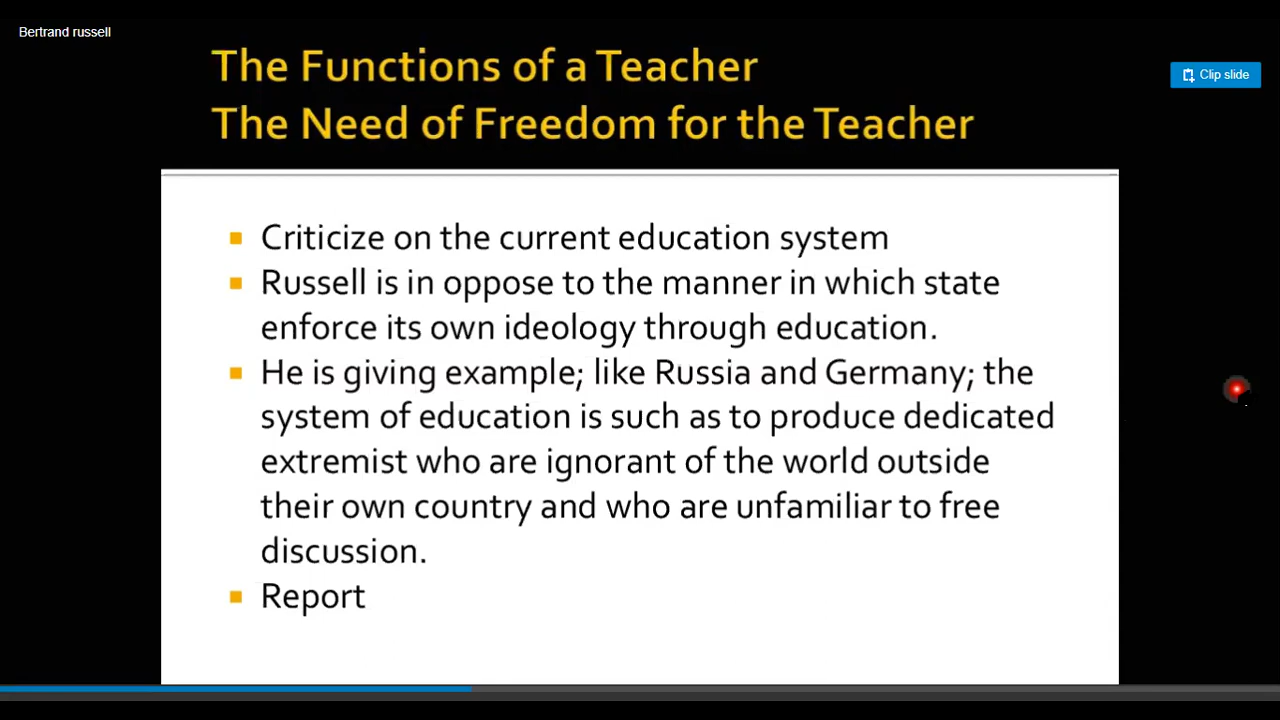 Bertrand russell
The Functions of a Teacher
The Need of Freedom for the Teacher
Clip slide
Criticize on the current education system
Russell is in oppose to the manner in which state
enforce its own ideology through education.
He is giving example; like Russia and Germany; the
system of education is such as to produce dedicated
extremist who are ignorant of the world outside
their own country and who are unfamiliar to free
discussion.
Report